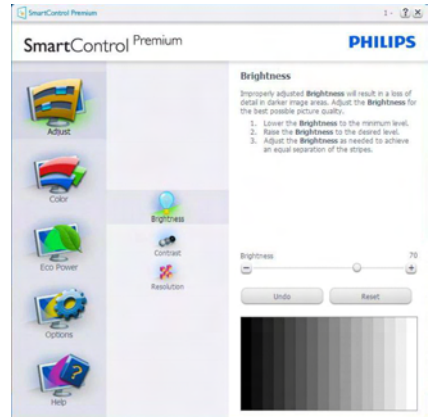 SmartControl Premium
1 - ? X
SmartControl Premium
PHILIPS
Adjust
Color
Eco Power
Options
Help
Brightness
Contrast
Resolution
Brightness
Improperly adjusted Brightness will result in a loss of
detail in darker image areas. Adjust the Brightness for
the best possible picture quality.
1. Lower the Brightness to the minimum level.
2. Raise the Brightness to the desired level.
3. Adjust the Brightness as needed to achieve
an equal separation of the stripes.
Brightness 70
Undo Reset